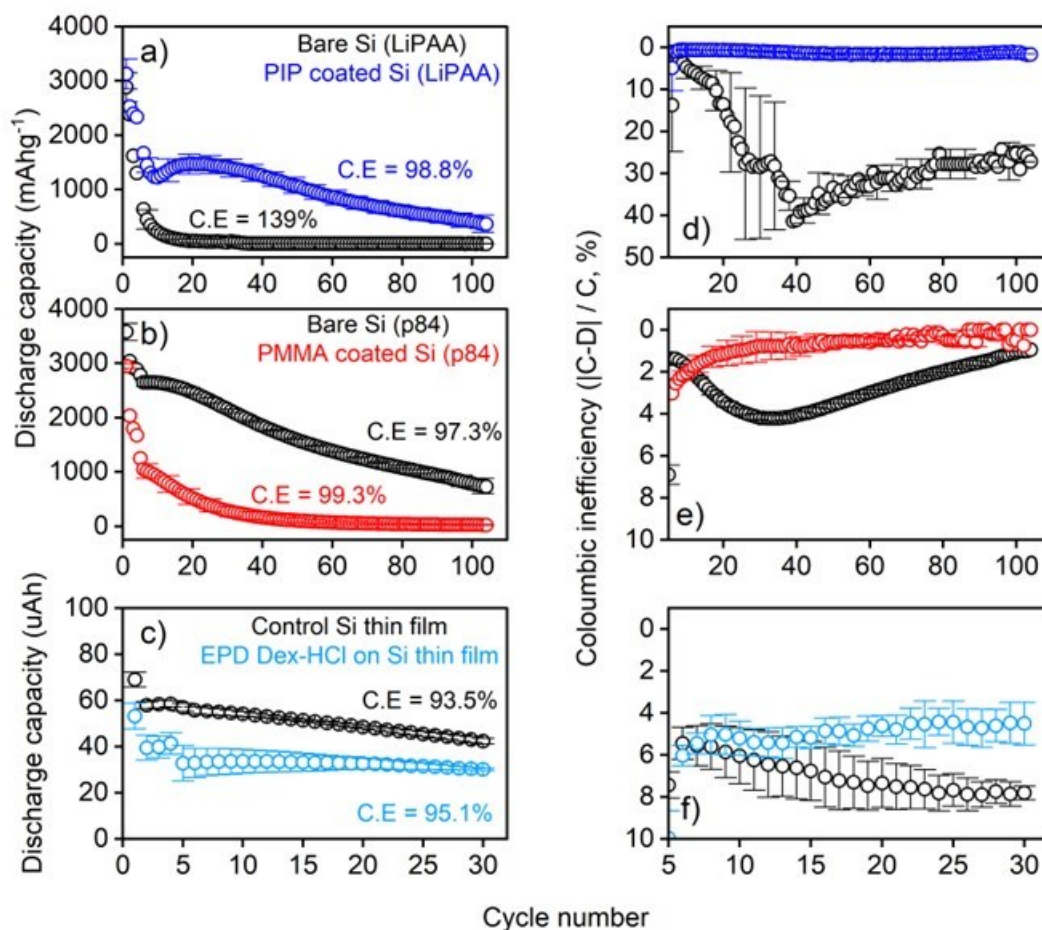 Discharge capacity (mAhg-1)
4000
3000
2000
1000
0
a)
Bare Si (LiPAA)
PIP coated Si (LiPAA)
C.E = 98.8%
C.E = 139%
0 20 40 60 80 100
4000
3000
2000
1000
0
b)
Bare Si (p84)
PMMA coated Si (p84)
C.E = 97.3%
C.E = 99.3%
0 20 40 60 80 100
Discharge capacity (uAh)
100
80
60
40
20
0
c)
Control Si thin film
EPD Dex-HCl on Si thin film
C.E = 93.5%
C.E = 95.1%
0 5 10 15 20 25 30
Coloumbic inefficiency (|C-D| / C, %)
0
10
20
30
40
50
d)
20 40 60 80 100
0
2
4
6
8
10
e)
20 40 60 80 100
0
2
4
6
8
10
f)
5 10 15 20 25 30
Cycle number